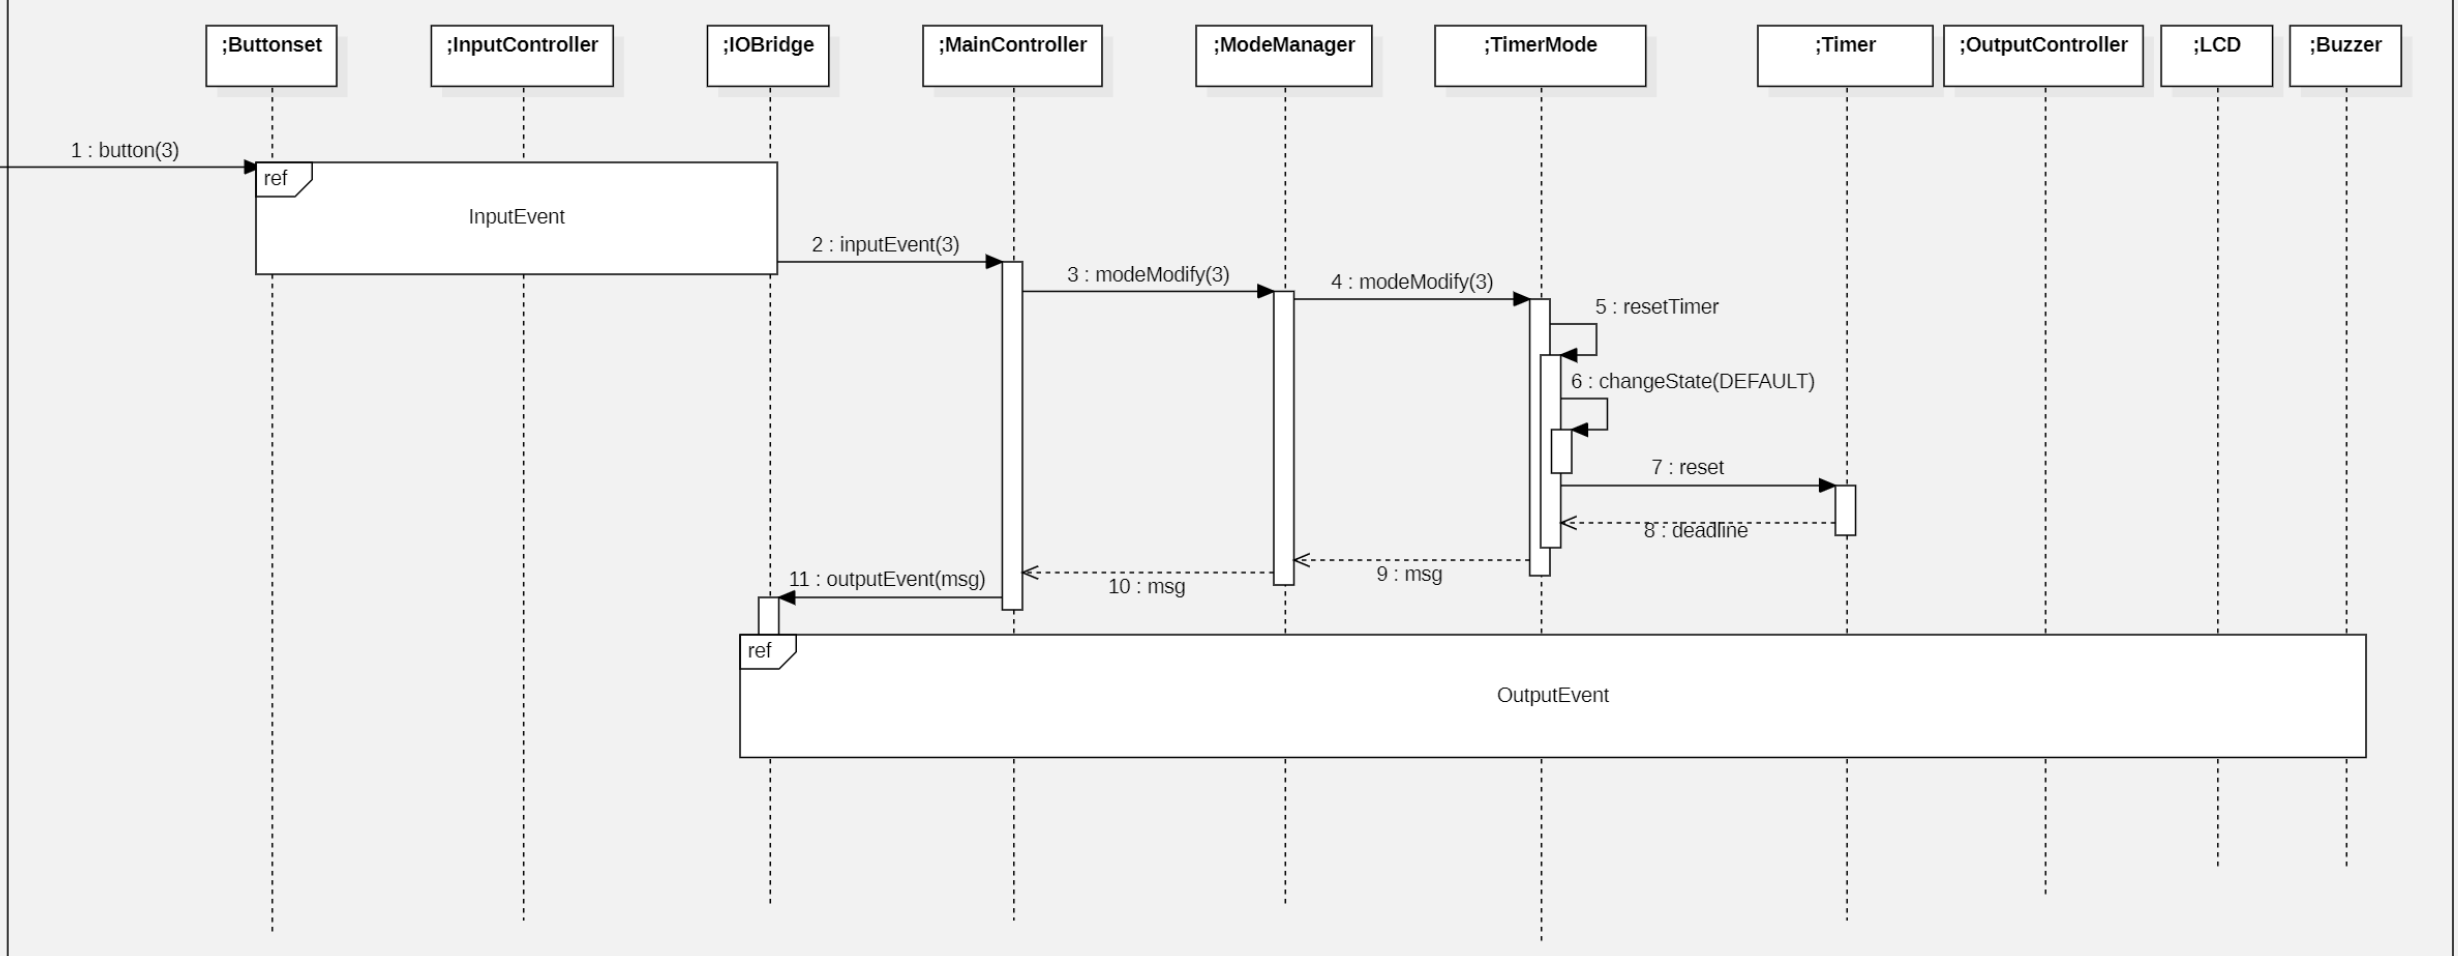 ;Buttonset
;InputController
;IOBridge
;MainController
;ModeManager
;TimerMode
;Timer
;OutputController
;LCD
;Buzzer
1 : button(3)
ref
InputEvent
2 : inputEvent(3)
3 : modeModify(3)
4 : modeModify(3)
5 : resetTimer
6 : changeState(DEFAULT)
7 : reset
8 : deadline
9 : msg
10 : msg
11 : outputEvent(msg)
ref
OutputEvent